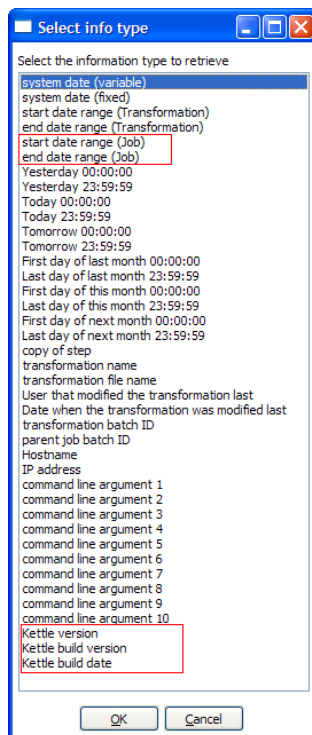 Select info type
Select the information type to retrieve
system date (variable)
system date (fixed)
start date range (Transformation)
end date range (Transformation)
start date range (Job)
end date range (Job)
Yesterday 00:00:00
Yesterday 23:59:59
Today 00:00:00
Today 23:59:59
Tomorrow 00:00:00
Tomorrow 23:59:59
First day of last month 00:00:00
Last day of last month 23:59:59
First day of this month 00:00:00
Last day of this month 23:59:59
First day of next month 00:00:00
Last day of next month 23:59:59
copy of step
transformation name
transformation file name
User that modified the transformation last
Date when the transformation was modified last
transformation batch ID
parent job batch ID
Hostname
IP address
command line argument 1
command line argument 2
command line argument 3
command line argument 4
command line argument 5
command line argument 6
command line argument 7
command line argument 8
command line argument 9
command line argument 10
Kettle version
Kettle build version
Kettle build date
OK Cancel